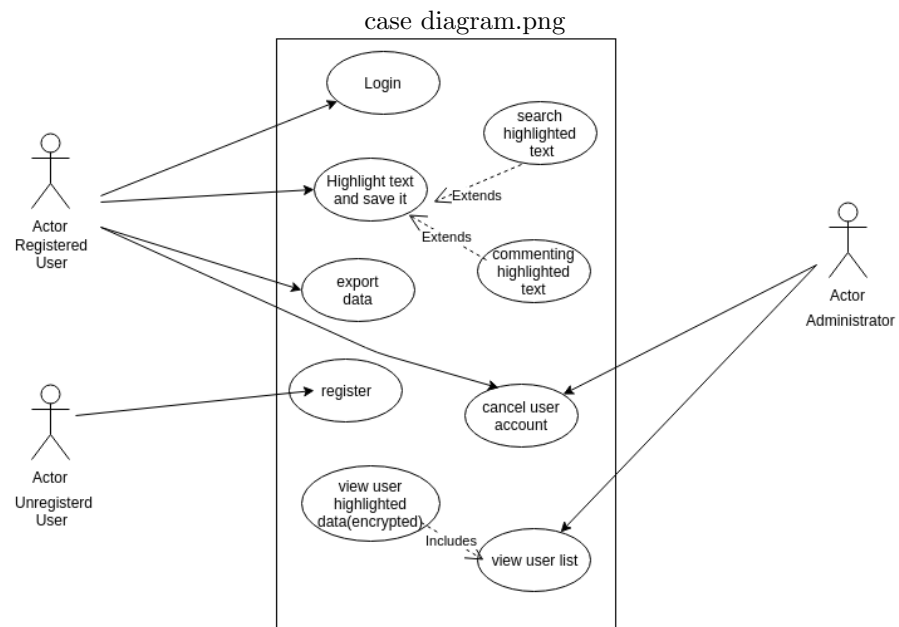 case diagram.png
Login
search
highlighted
text
Highlight text
and save it
Extends
Extends
commenting
highlighted
text
Actor
Registered
User
export
data
Actor
Administrator
register
cancel user
account
Actor
Unregisterd
User
view user
highlighted
data(encrypted)
Includes
view user list